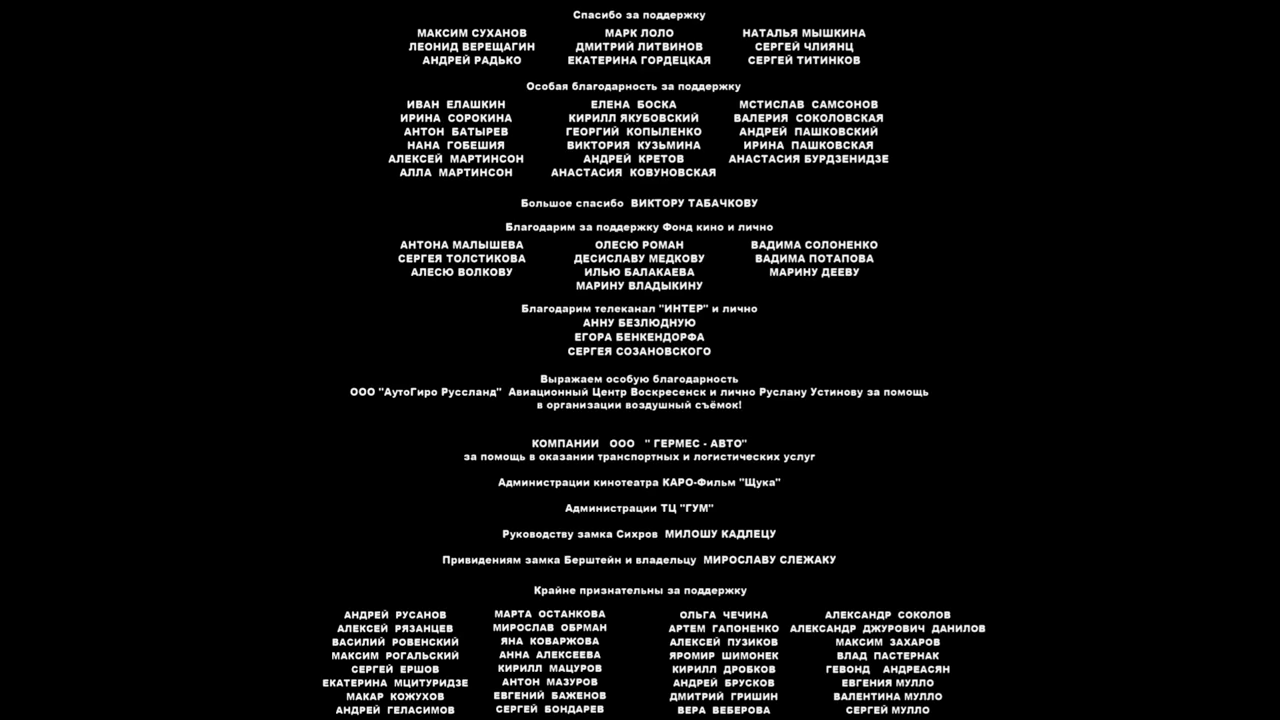 Спасибо за поддержку
МАКСИМ СУХАНОВ МАРК ЛОЛО НАТАЛЬЯ МЫШКИНА
ЛЕОНИД ВЕРЕЩАГИН ДМИТРИЙ ЛИТВИНОВ СЕРГЕЙ ЧЛИЯНЦ
АНДРЕЙ РАДЬКО ЕКАТЕРИНА ГОРДЕЦКАЯ СЕРГЕЙ ТИТИНКОВ
Особая благодарность за поддержку
ИВАН ЕЛАШКИН ЕЛЕНА БОСКА МСТИСЛАВ САМСОНОВ
ИРИНА СОРОКИНА КИРИЛЛ ЯКУБОВСКИЙ ВАЛЕРИЯ СОКОЛОВСКАЯ
АНТОН БАТЫРЕВ ГЕОРГИЙ КОПЫЛЕНКО АНДРЕЙ ПАШКОВСКИЙ
НАНА ГОБЕШИЯ ВИКТОРИЯ КУЗЬМИНА ИРИНА ПАШКОВСКАЯ
АЛЕКСЕЙ МАРТИНСОН АНДРЕЙ КРЕТОВ АНАСТАСИЯ БУРДЗЕНИДЗЕ
АЛЛА МАРТИНСОН АНАСТАСИЯ КОВУНОВСКАЯ
Большое спасибо ВИКТОРУ ТАБАЧКОВУ
Благодарим за поддержку Фонд кино и лично
АНТОНА МАЛЫШЕВА ОЛЕСЮ РОМАН ВАДИМА СОЛОНЕНКО
СЕРГЕЯ ТОЛСТИКОВА ДЕСИСЛАВУ МЕДКОВУ ВАДИМА ПОТАПОВА
АЛЕСЮ ВОЛКОВУ ИЛЬЮ БАЛАКАЕВА МАРИНУ ДЕЕВУ
МАРИНУ ВЛАДЫКИНУ
Благодарим телеканал "ИНТЕР" и лично
АННУ БЕЗЛЮДНУЮ
ЕГОРА БЕНКЕНДОРФА
СЕРГЕЯ СОЗАНОВСКОГО
Выражаем особую благодарность
ООО "АутоГиро Руссланд" Авиационный Центр Воскресенск и лично Руслану Устинову за помощь
в организации воздушный съёмок!
КОМПАНИИ ООО " ГЕРМЕС - АВТО"
за помощь в оказании транспортных и логистических услуг
Администрации кинотеатра КАРО-Фильм "Щука"
Администрации ТЦ "ГУМ"
Руководству замка Сихров МИЛОШУ КАДЛЕЦУ
Привидениям замка Берштейн и владельцу МИРОСЛАВУ СЛЕЖАКУ
Крайне признательны за поддержку
АНДРЕЙ РУСАНОВ МАРТА ОСТАНКОВА ОЛЬГА ЧЕЧИНА АЛЕКСАНДР СОКОЛОВ
АЛЕКСЕЙ РЯЗАНЦЕВ МИРОСЛАВ ОБРМАН АРТЕМ ГАПОНЕНКО АЛЕКСАНДР ДЖУРОВИЧ ДАНИЛОВ
ВАСИЛИЙ РОВЕНСКИЙ ЯНА КОВАРЖОВА АЛЕКСЕЙ ПУЗИКОВ МАКСИМ ЗАХАРОВ
МАКСИМ РОГАЛЬСКИЙ АННА АЛЕКСЕЕВА ЯРОМИР ШИМОНЕК ВЛАД ПАСТЕРНАК
СЕРГЕЙ ЕРШОВ КИРИЛЛ МАЦУРОВ КИРИЛЛ ДРОБКОВ ГЕВОНД АНДРЕАСЯН
ЕКАТЕРИНА МЦИТУРИДЗЕ АНТОН МАЗУРОВ АНДРЕЙ БРУСКОВ ЕВГЕНИЯ МУЛЛО
МАКАР КОЖУХОВ ЕВГЕНИЙ БАЖЕНОВ ДМИТРИЙ ГРИШИН ВАЛЕНТИНА МУЛЛО
АНДРЕЙ ГЕЛАСИМОВ СЕРГЕЙ БОНДАРЕВ ВЕРА ВЕБЕРОВА СЕРГЕЙ МУЛЛО